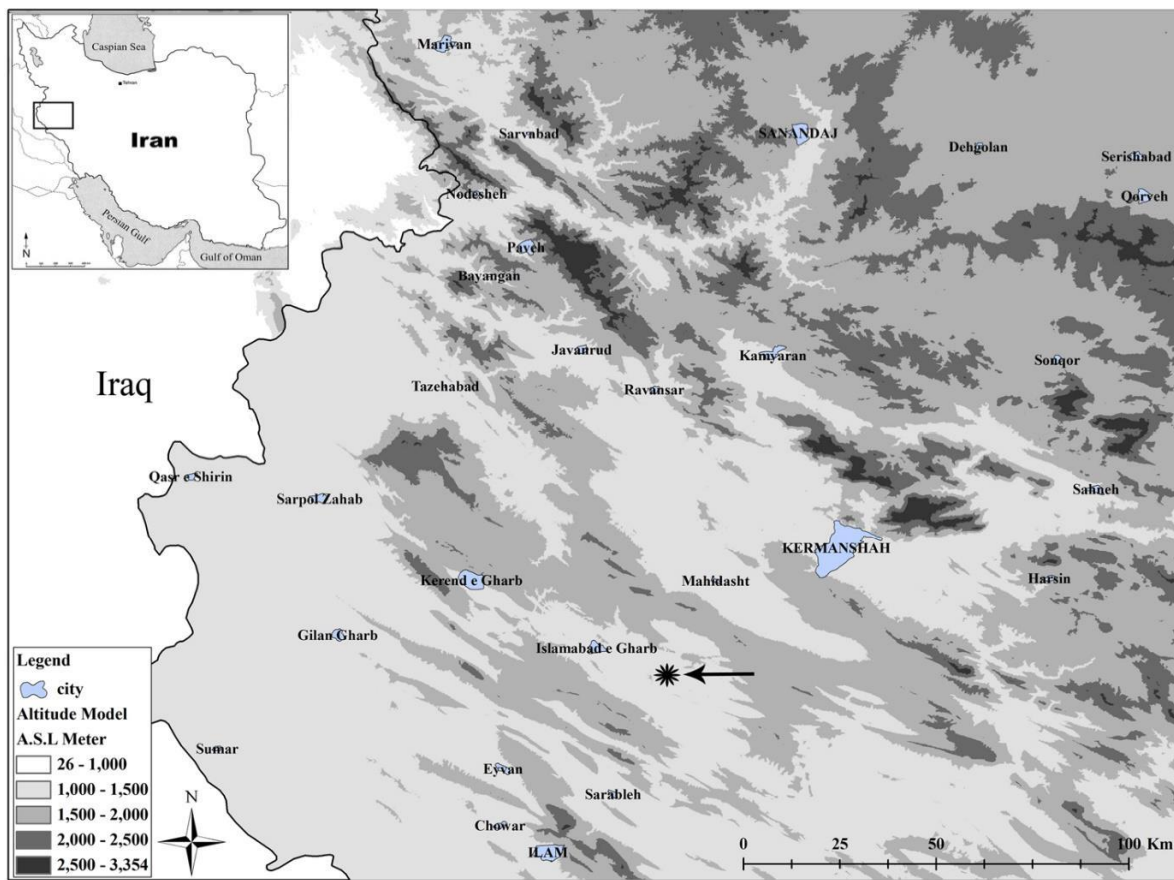 Caspian Sea
Tehran
Iran
Persian Gulf
Gulf of Oman
N
Marivan
Sarvabad
SANANDAJ
Dehgolan
Serishabad
Qorveh
Nodesheh
Paveh
Bayangan
Javanrud
Kamyaran
Sonqor
Iraq
Tazehabad
Ravansar
Qasr e Shirin
Sarpol Zahab
Sahneh
KERMANSHAH
Kerend e Gharb
Mahidasht
Harsin
Gilan Gharb
Islamabad e Gharb
Sumar
Eyvan
Sarableh
Chowar
ILAM
Legend
city
Altitude Model
A.S.L Meter
26 - 1,000
1,000 - 1,500
1,500 - 2,000
2,000 - 2,500
2,500 - 3,354
N
0 25 50 100 Km